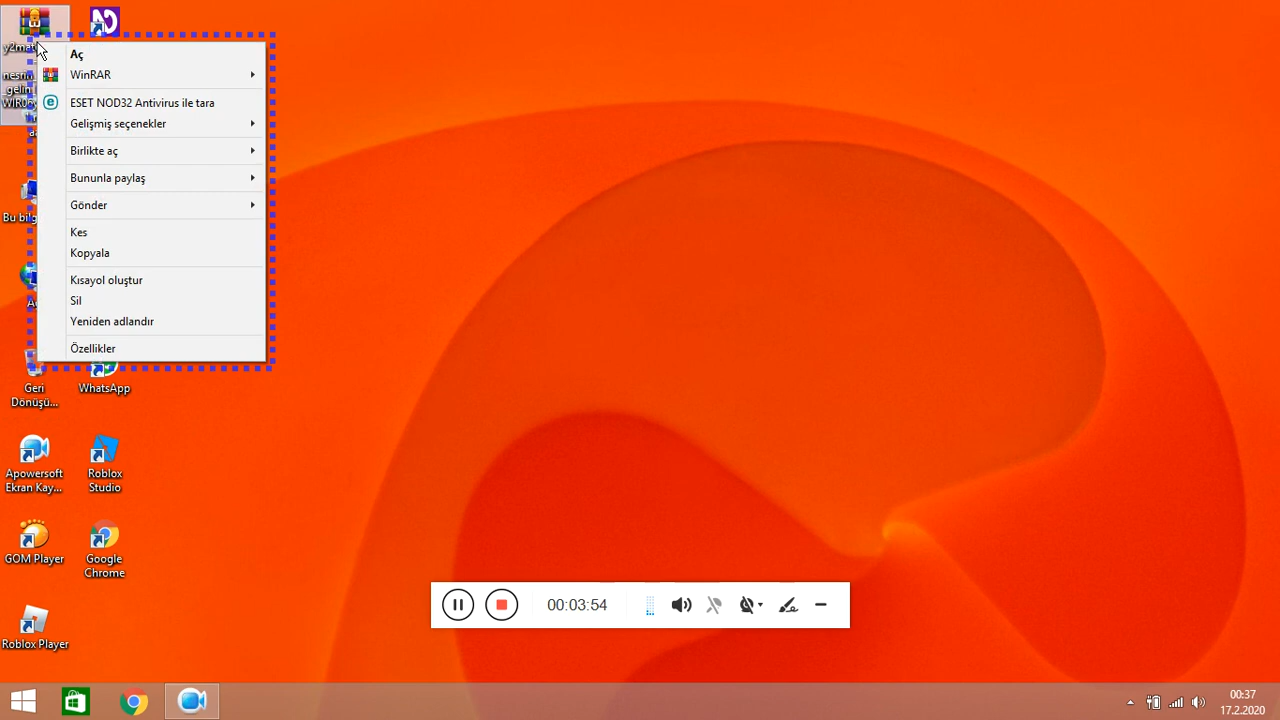 Aç
WinRAR
ESET NOD32 Antivirus ile tara
Gelişmiş seçenekler
Birlikte aç
Bununla paylaş
Gönder
Kes
Kopyala
Kısayol oluştur
Sil
Yeniden adlandır
Özellikler
Geri
Dönüşü...
WhatsApp
Apowersoft
Ekran Kay...
Roblox
Studio
GOM Player
Google
Chrome
Roblox Player
00:03:54
00:37
17.2.2020